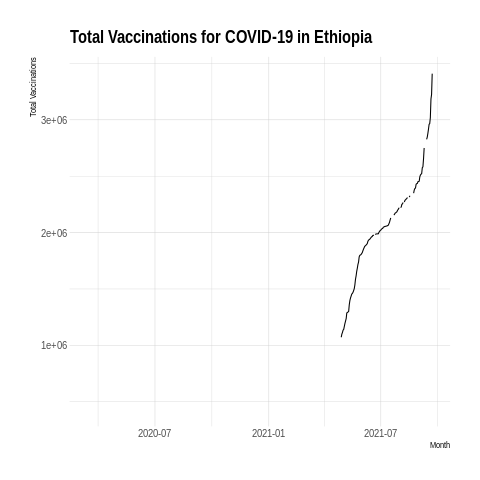 Total Vaccinations for COVID-19 in Ethiopia
Total Vaccinations
3e+06
2e+06
1e+06
2020-07 2021-01 2021-07
Month